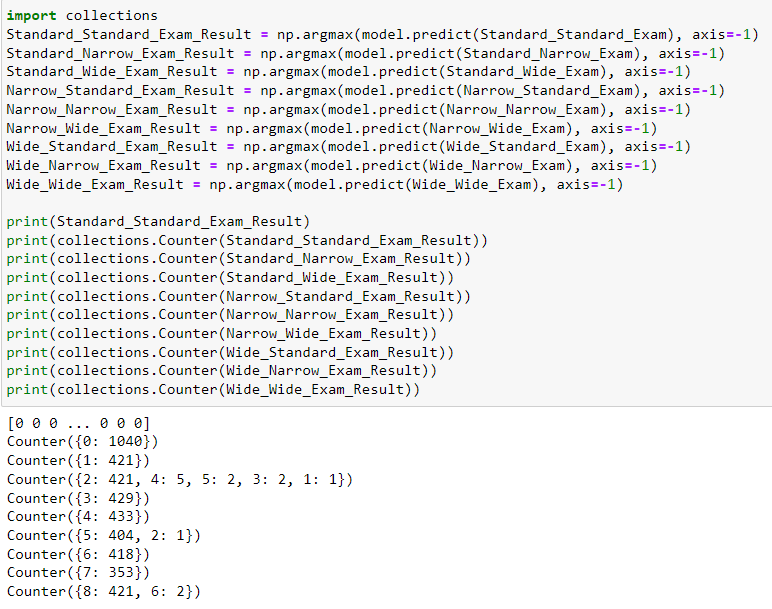 import collections
Standard_Standard_Exam_Result = np.argmax(model.predict(Standard_Standard_Exam), axis=-1)
Standard_Narrow_Exam_Result = np.argmax(model.predict(Standard_Narrow_Exam), axis=-1)
Standard_Wide_Exam_Result = np.argmax(model.predict(Standard_Wide_Exam), axis=-1)
Narrow_Standard_Exam_Result = np.argmax(model.predict(Narrow_Standard_Exam), axis=-1)
Narrow_Narrow_Exam_Result = np.argmax(model.predict(Narrow_Narrow_Exam), axis=-1)
Narrow_Wide_Exam_Result = np.argmax(model.predict(Narrow_Wide_Exam), axis=-1)
Wide_Standard_Exam_Result = np.argmax(model.predict(Wide_Standard_Exam), axis=-1)
Wide_Narrow_Exam_Result = np.argmax(model.predict(Wide_Narrow_Exam), axis=-1)
Wide_Wide_Exam_Result = np.argmax(model.predict(Wide_Wide_Exam), axis=-1)

print(Standard_Standard_Exam_Result)
print(collections.Counter(Standard_Standard_Exam_Result))
print(collections.Counter(Standard_Narrow_Exam_Result))
print(collections.Counter(Standard_Wide_Exam_Result))
print(collections.Counter(Narrow_Standard_Exam_Result))
print(collections.Counter(Narrow_Narrow_Exam_Result))
print(collections.Counter(Narrow_Wide_Exam_Result))
print(collections.Counter(Wide_Standard_Exam_Result))
print(collections.Counter(Wide_Narrow_Exam_Result))
print(collections.Counter(Wide_Wide_Exam_Result))
[0 0 0 ... 0 0 0]
Counter({0: 1040})
Counter({1: 421})
Counter({2: 421, 4: 5, 5: 2, 3: 2, 1: 1})
Counter({3: 429})
Counter({4: 433})
Counter({5: 404, 2: 1})
Counter({6: 418})
Counter({7: 353})
Counter({8: 421, 6: 2})